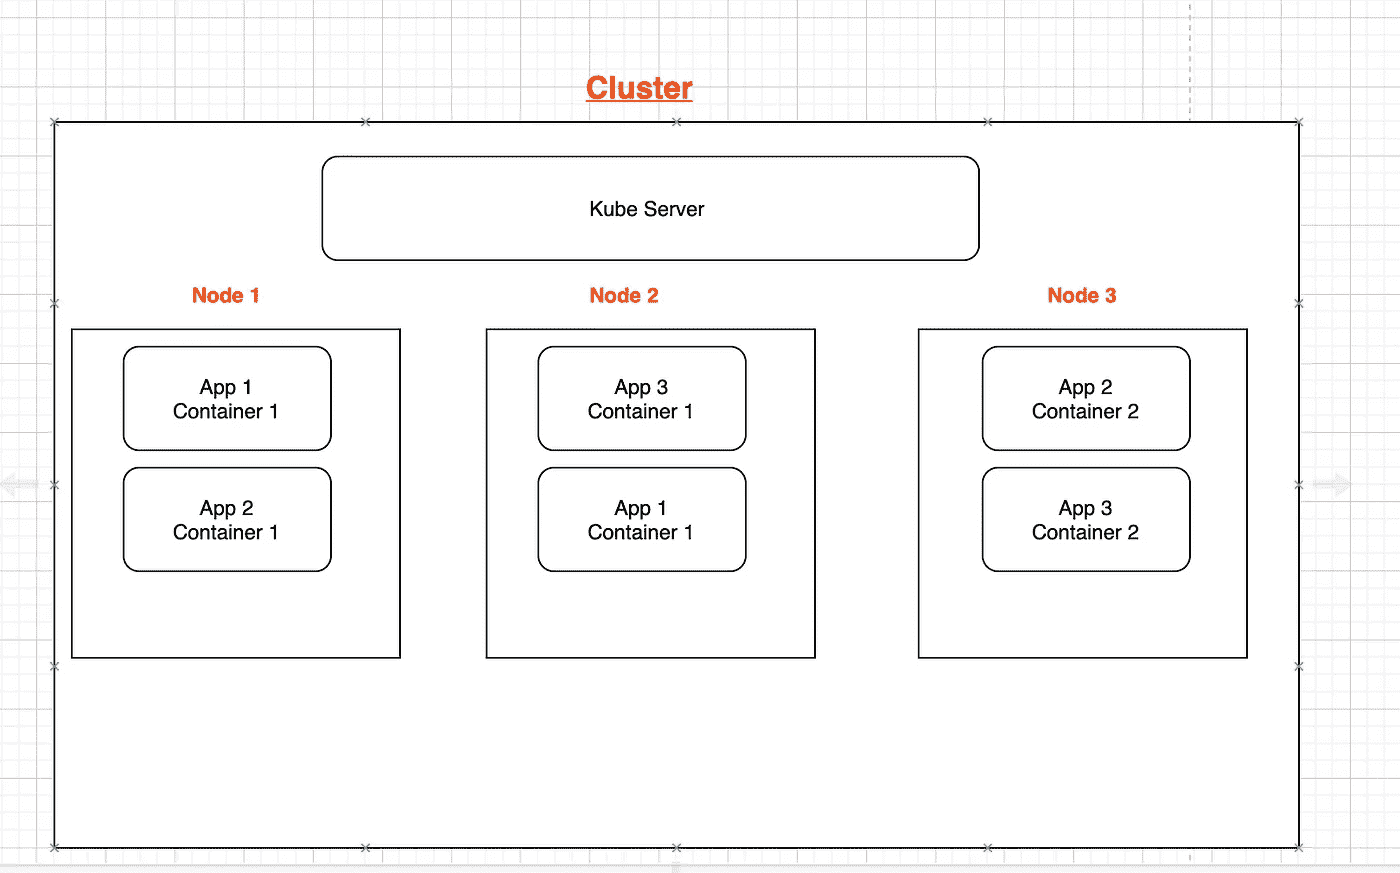 Cluster
Kube Server
Node 1
Node 2
Node 3
App 1
Container 1
App 3
Container 1
App 2
Container 2
App 2
Container 1
App 1
Container 1
App 3
Container 2